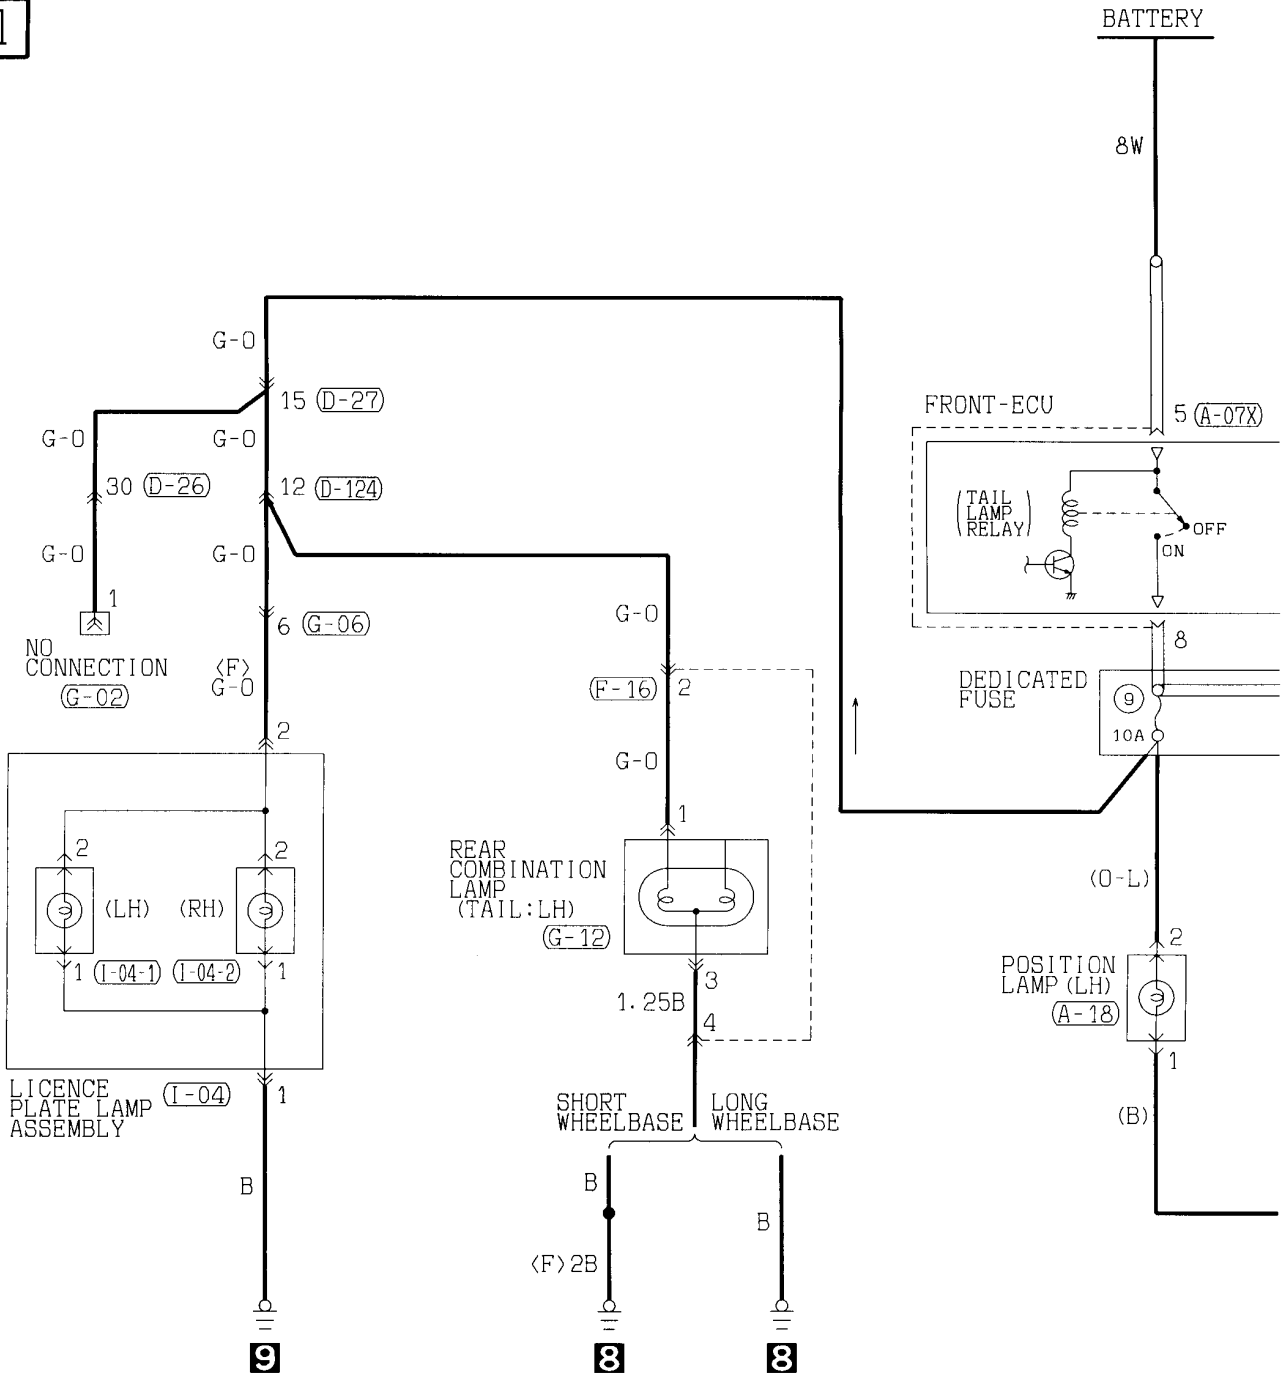 1
BATTERY
8W
G-O
15 (D-27)
FRONT-ECU
5 (A-07X)
G-O
G-O
30 (D-26)
12 (D-124)
(TAIL
LAMP
RELAY)
OFF
ON
G-O
G-O
1
6 (G-06)
G-O
8
NO
CONNECTION
(G-02)
<F>
G-O
(F-16)
2
DEDICATED
FUSE
9
10A
2
G-O
1
2
2
REAR
COMBINATION
LAMP
(TAIL:LH)
(G-12)
(O-L)
(LH)
(RH)
2
1
(I-04-1)
(I-04-2)
1
3
1.25B
4
POSITION
LAMP (LH)
(A-18)
1
LICENCE
PLATE LAMP
ASSEMBLY
(I-04)
1
SHORT
WHEELBASE
LONG
WHEELBASE
(B)
B
B
B
<F>2B
9
8
8